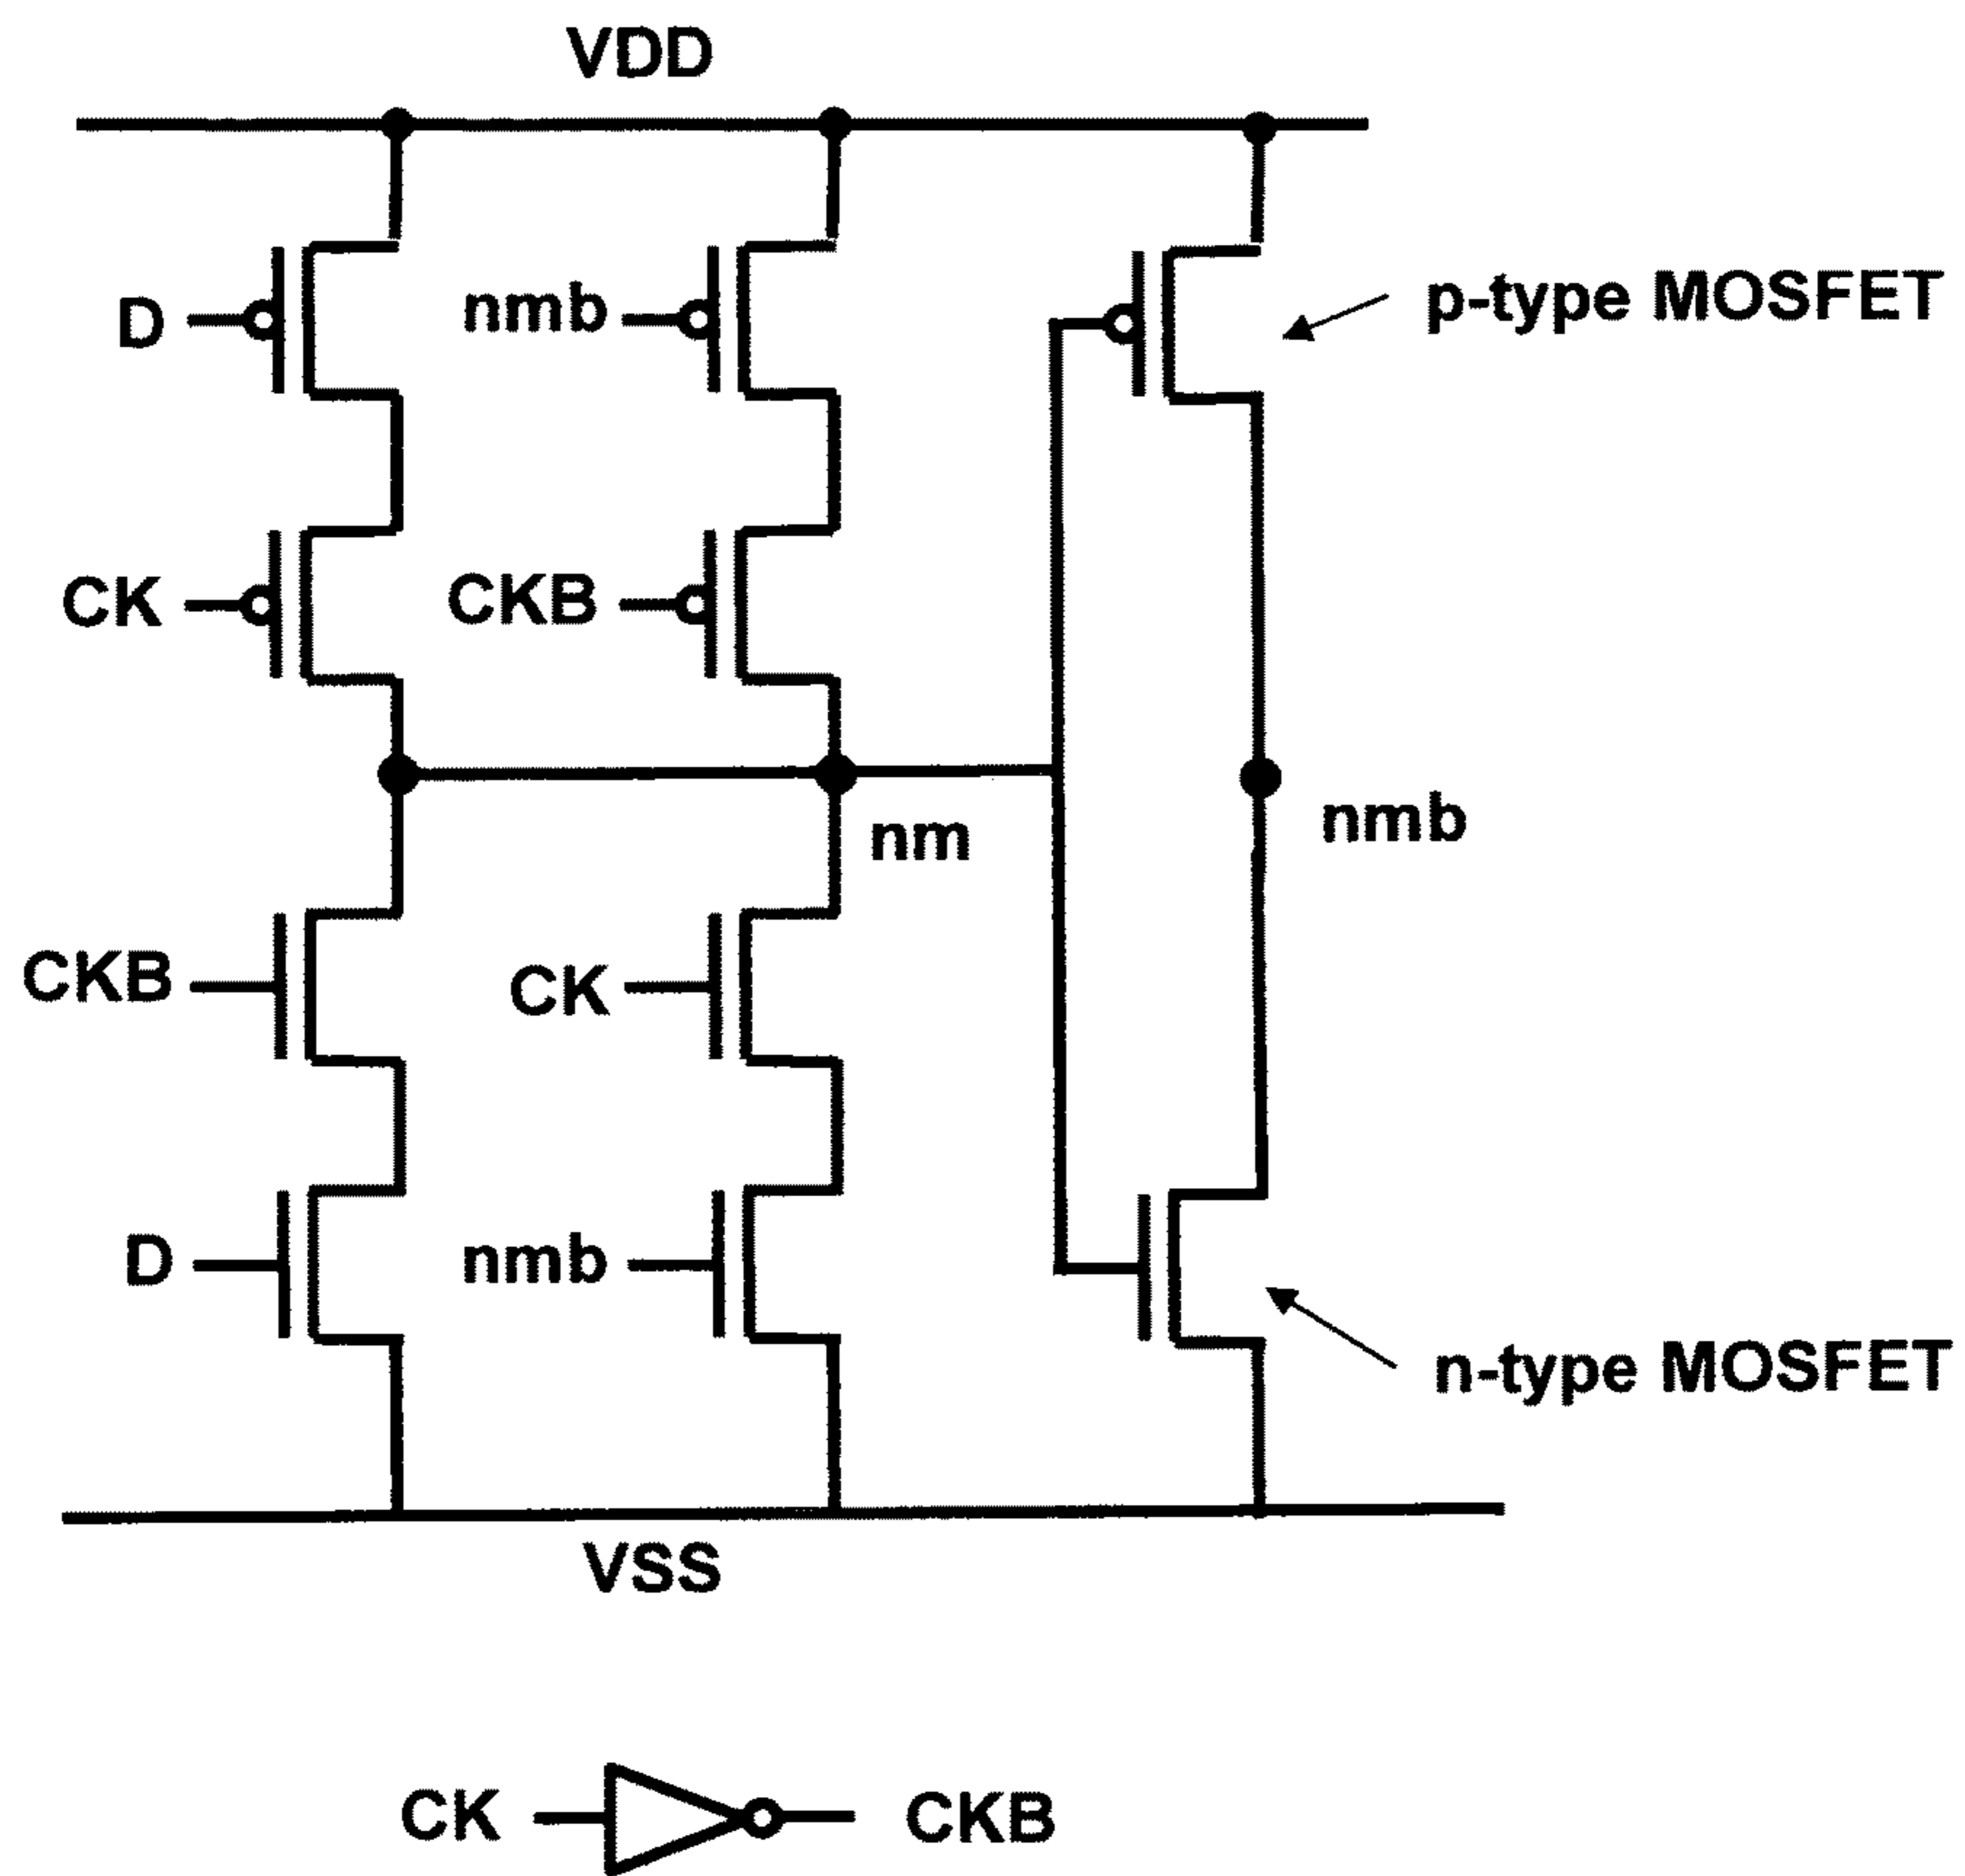 VDD
D
nmb
p-type MOSFET
CK
CKB
nm
nmb
CKB
CK
D
nmb
n-type MOSFET
VSS
CK
CKB